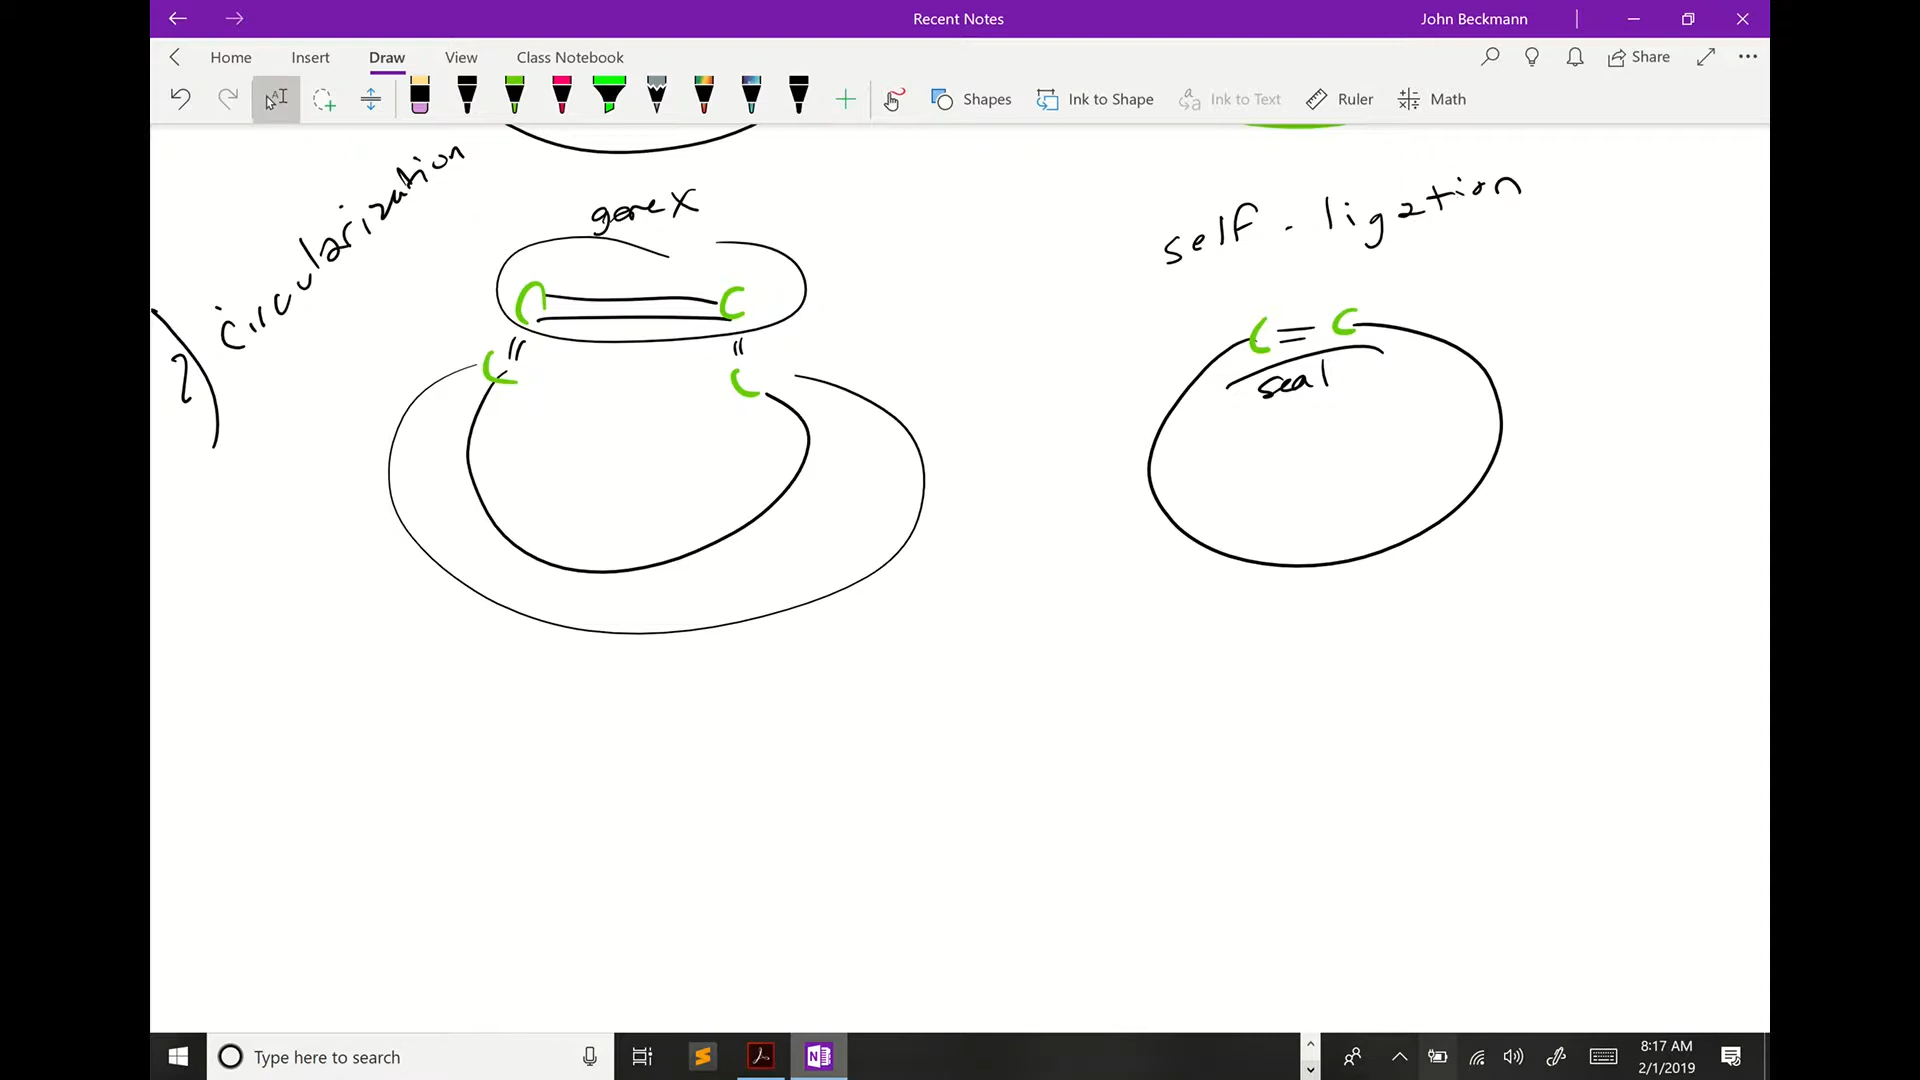 Recent Notes
John Beckmann
Home Insert Draw View Class Notebook
Share
Shapes
Ink to Shape
Ink to Text
Ruler
Math
2) Circularization
gene X
C C
C C
self - ligation
C = C
seal
Type here to search
8:17 AM
2/1/2019